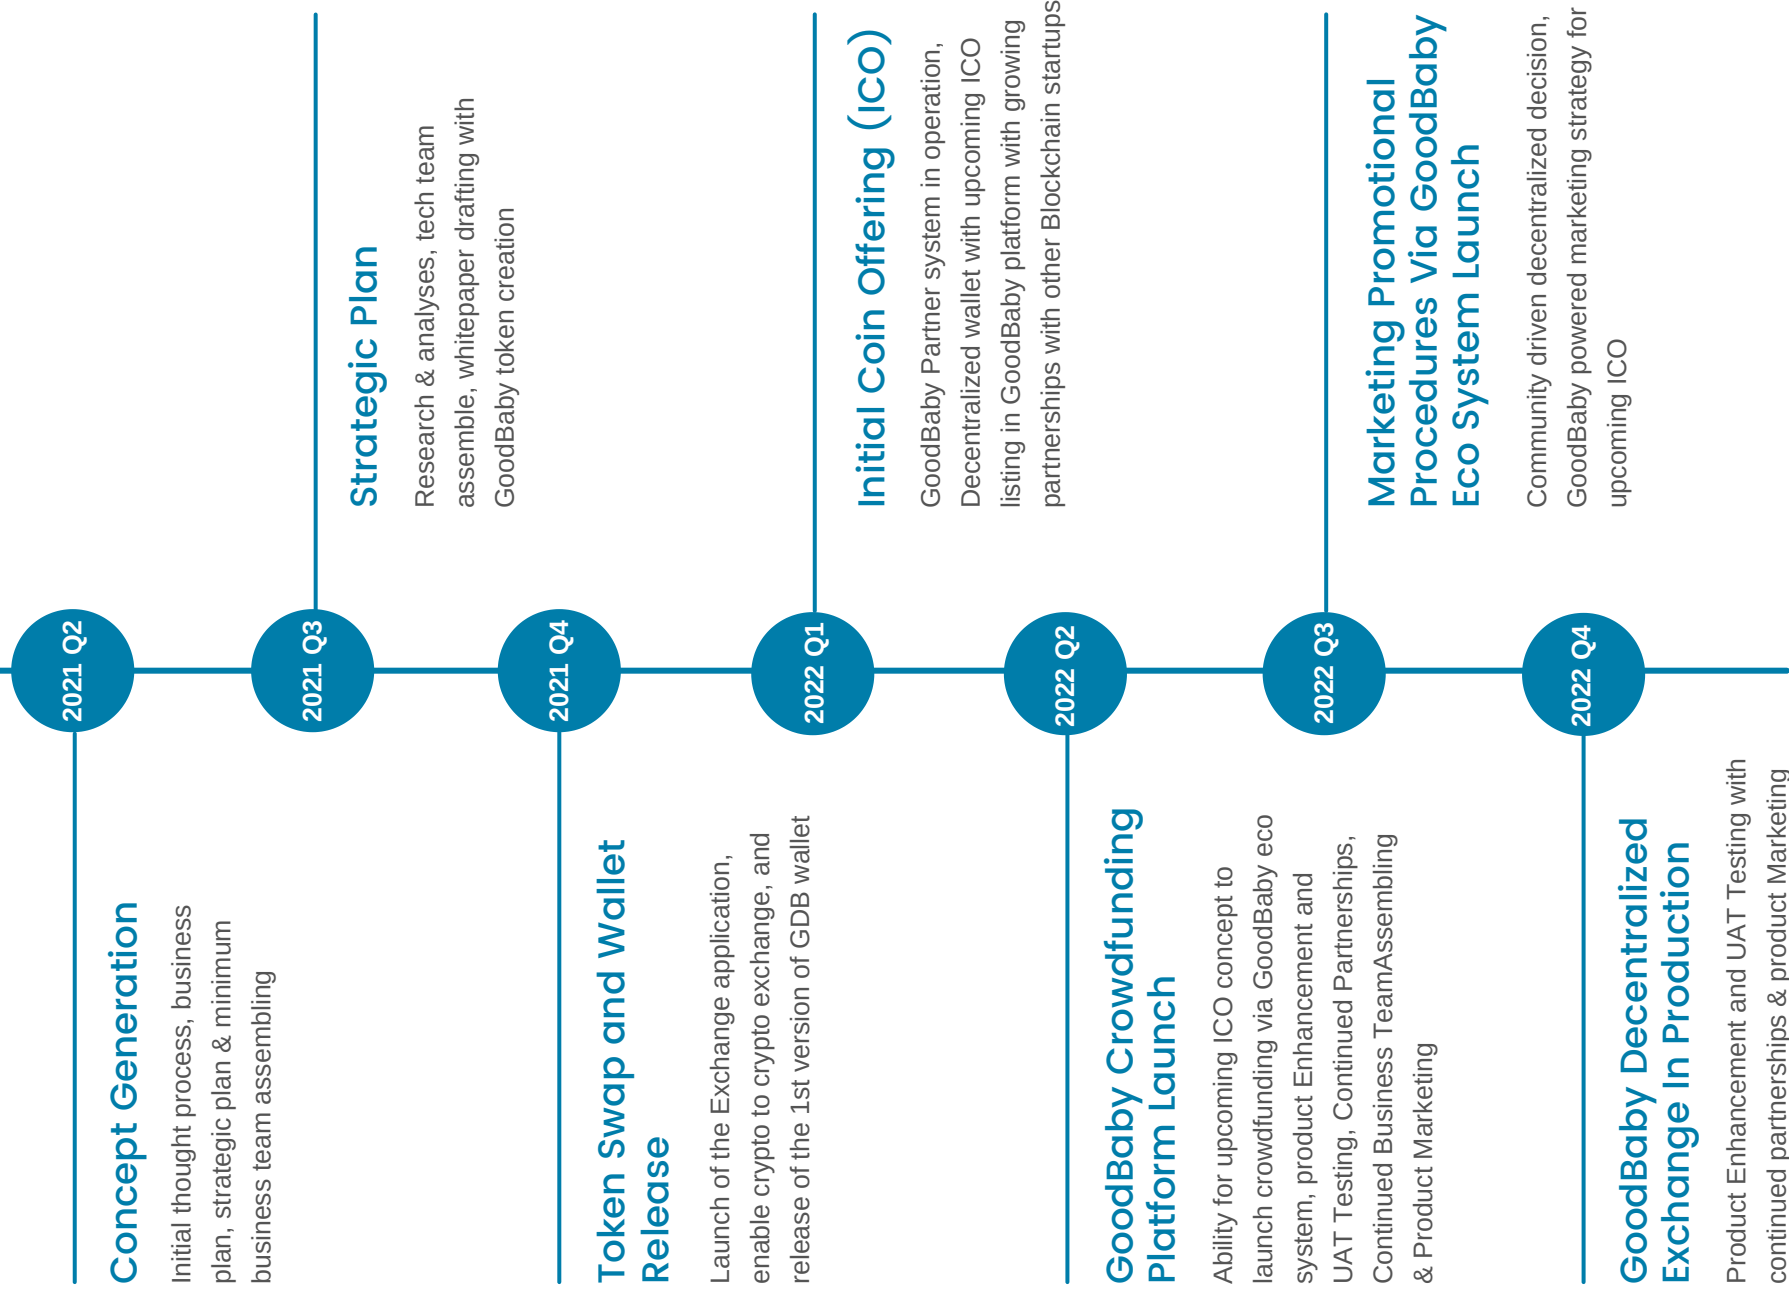 2021 Q2
Concept Generation
Initial thought process, business
plan, strategic plan & minimum
business team assembling
2021 Q3
Strategic Plan
Research & analyses, tech team
assemble, whitepaper drafting with
GoodBaby token creation
2021 Q4
Token Swap and Wallet
Release
Launch of the Exchange application,
enable crypto to crypto exchange, and
release of the 1st version of GDB wallet
2022 Q1
Initial Coin Offering (ICO)
GoodBaby Partner system in operation,
Decentralized wallet with upcoming ICO
listing in GoodBaby platform with growing
partnerships with other Blockchain startups
2022 Q2
GoodBaby Crowdfunding
Platform Launch
Ability for upcoming ICO concept to
launch crowdfunding via GoodBaby eco
system, product Enhancement and
UAT Testing, Continued Partnerships,
Continued Business TeamAssembling
& Product Marketing
2022 Q3
Marketing Promotional
Procedures Via GoodBaby
Eco System Launch
Community driven decentralized decision,
GoodBaby powered marketing strategy for
upcoming ICO
2022 Q4
GoodBaby Decentralized
Exchange In Production
Product Enhancement and UAT Testing with
continued partnerships & product Marketing